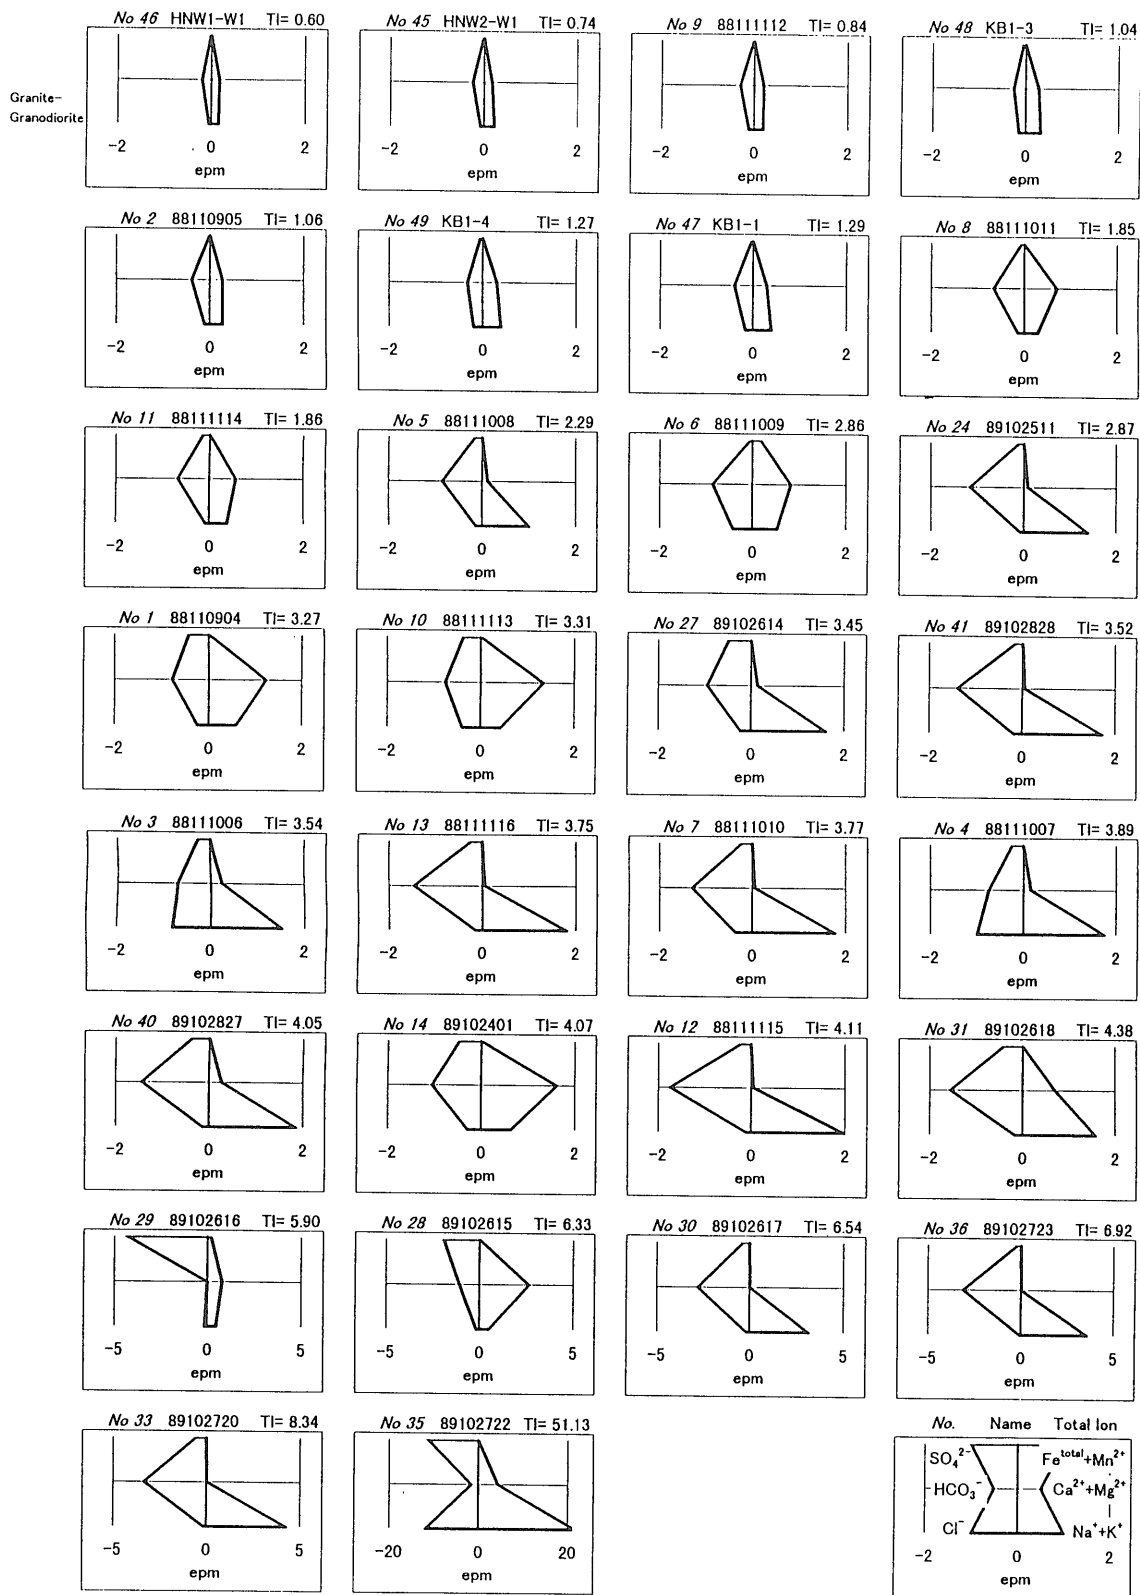 No 46 HNW1-W1 TI= 0.60
No 45 HNW2-W1 TI= 0.74
No 9 88111112 TI= 0.84
No 48 KB1-3 TI= 1.04
Granite-
Granodiorite
-2 0 2
epm
-2 0 2
epm
-2 0 2
epm
-2 0 2
epm
No 2 88110905 TI= 1.06
No 49 KB1-4 TI= 1.27
No 47 KB1-1 TI= 1.29
No 8 88111011 TI= 1.85
-2 0 2
epm
-2 0 2
epm
-2 0 2
epm
-2 0 2
epm
No 11 88111114 TI= 1.86
No 5 88111008 TI= 2.29
No 6 88111009 TI= 2.86
No 24 89102511 TI= 2.87
-2 0 2
epm
-2 0 2
epm
-2 0 2
epm
-2 0 2
epm
No 1 88110904 TI= 3.27
No 10 88111113 TI= 3.31
No 27 89102614 TI= 3.45
No 41 89102828 TI= 3.52
-2 0 2
epm
-2 0 2
epm
-2 0 2
epm
-2 0 2
epm
No 3 88111006 TI= 3.54
No 13 88111116 TI= 3.75
No 7 88111010 TI= 3.77
No 4 88111007 TI= 3.89
-2 0 2
epm
-2 0 2
epm
-2 0 2
epm
-2 0 2
epm
No 40 89102827 TI= 4.05
No 14 89102401 TI= 4.07
No 12 88111115 TI= 4.11
No 31 89102618 TI= 4.38
-2 0 2
epm
-2 0 2
epm
-2 0 2
epm
-2 0 2
epm
No 29 89102616 TI= 5.90
No 28 89102615 TI= 6.33
No 30 89102617 TI= 6.54
No 36 89102723 TI= 6.92
-5 0 5
epm
-5 0 5
epm
-5 0 5
epm
-5 0 5
epm
No 33 89102720 TI= 8.34
No 35 89102722 TI= 51.13
No. Name Total Ion
-5 0 5
epm
-20 0 20
epm
SO₄²⁻ Fe^total+Mn²⁺
HCO₃⁻ Ca²⁺+Mg²⁺
Cl⁻ Na⁺+K⁺
-2 0 2
epm